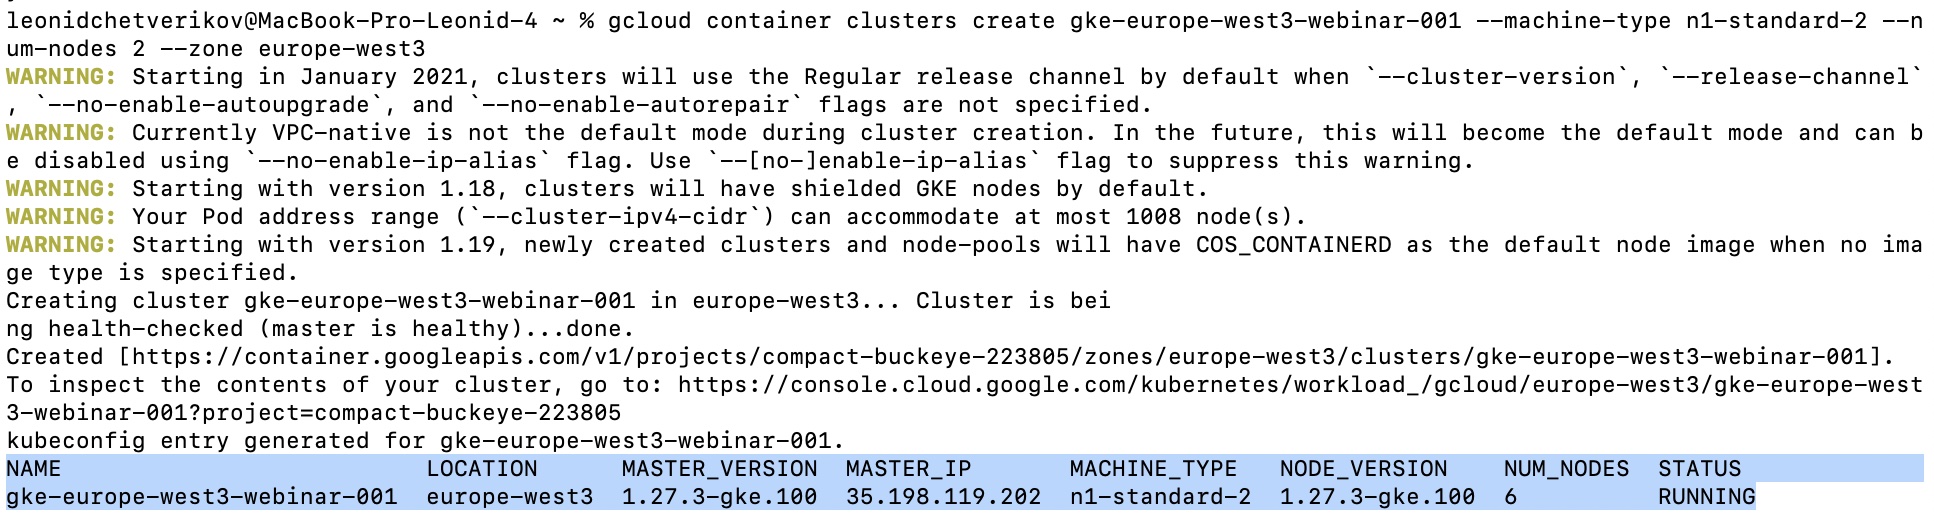 leonidchetverikov@MacBook-Pro-Leonid-4 ~ % gcloud container clusters create gke-europe-west3-webinar-001 --machine-type n1-standard-2 --n
um-nodes 2 --zone europe-west3
WARNING: Starting in January 2021, clusters will use the Regular release channel by default when `--cluster-version`, `--release-channel`
, `--no-enable-autoupgrade`, and `--no-enable-autorepair` flags are not specified.
WARNING: Currently VPC-native is not the default mode during cluster creation. In the future, this will become the default mode and can b
e disabled using `--no-enable-ip-alias` flag. Use `--[no-]enable-ip-alias` flag to suppress this warning.
WARNING: Starting with version 1.18, clusters will have shielded GKE nodes by default.
WARNING: Your Pod address range (`--cluster-ipv4-cidr`) can accommodate at most 1008 node(s).
WARNING: Starting with version 1.19, newly created clusters and node-pools will have COS_CONTAINERD as the default node image when no ima
ge type is specified.
Creating cluster gke-europe-west3-webinar-001 in europe-west3... Cluster is bei
ng health-checked (master is healthy)...done.
Created [https://container.googleapis.com/v1/projects/compact-buckeye-223805/zones/europe-west3/clusters/gke-europe-west3-webinar-001].
To inspect the contents of your cluster, go to: https://console.cloud.google.com/kubernetes/workload_/gcloud/europe-west3/gke-europe-west
3-webinar-001?project=compact-buckeye-223805
kubeconfig entry generated for gke-europe-west3-webinar-001.
NAME LOCATION MASTER_VERSION MASTER_IP MACHINE_TYPE NODE_VERSION NUM_NODES STATUS
gke-europe-west3-webinar-001 europe-west3 1.27.3-gke.100 35.198.119.202 n1-standard-2 1.27.3-gke.100 6 RUNNING